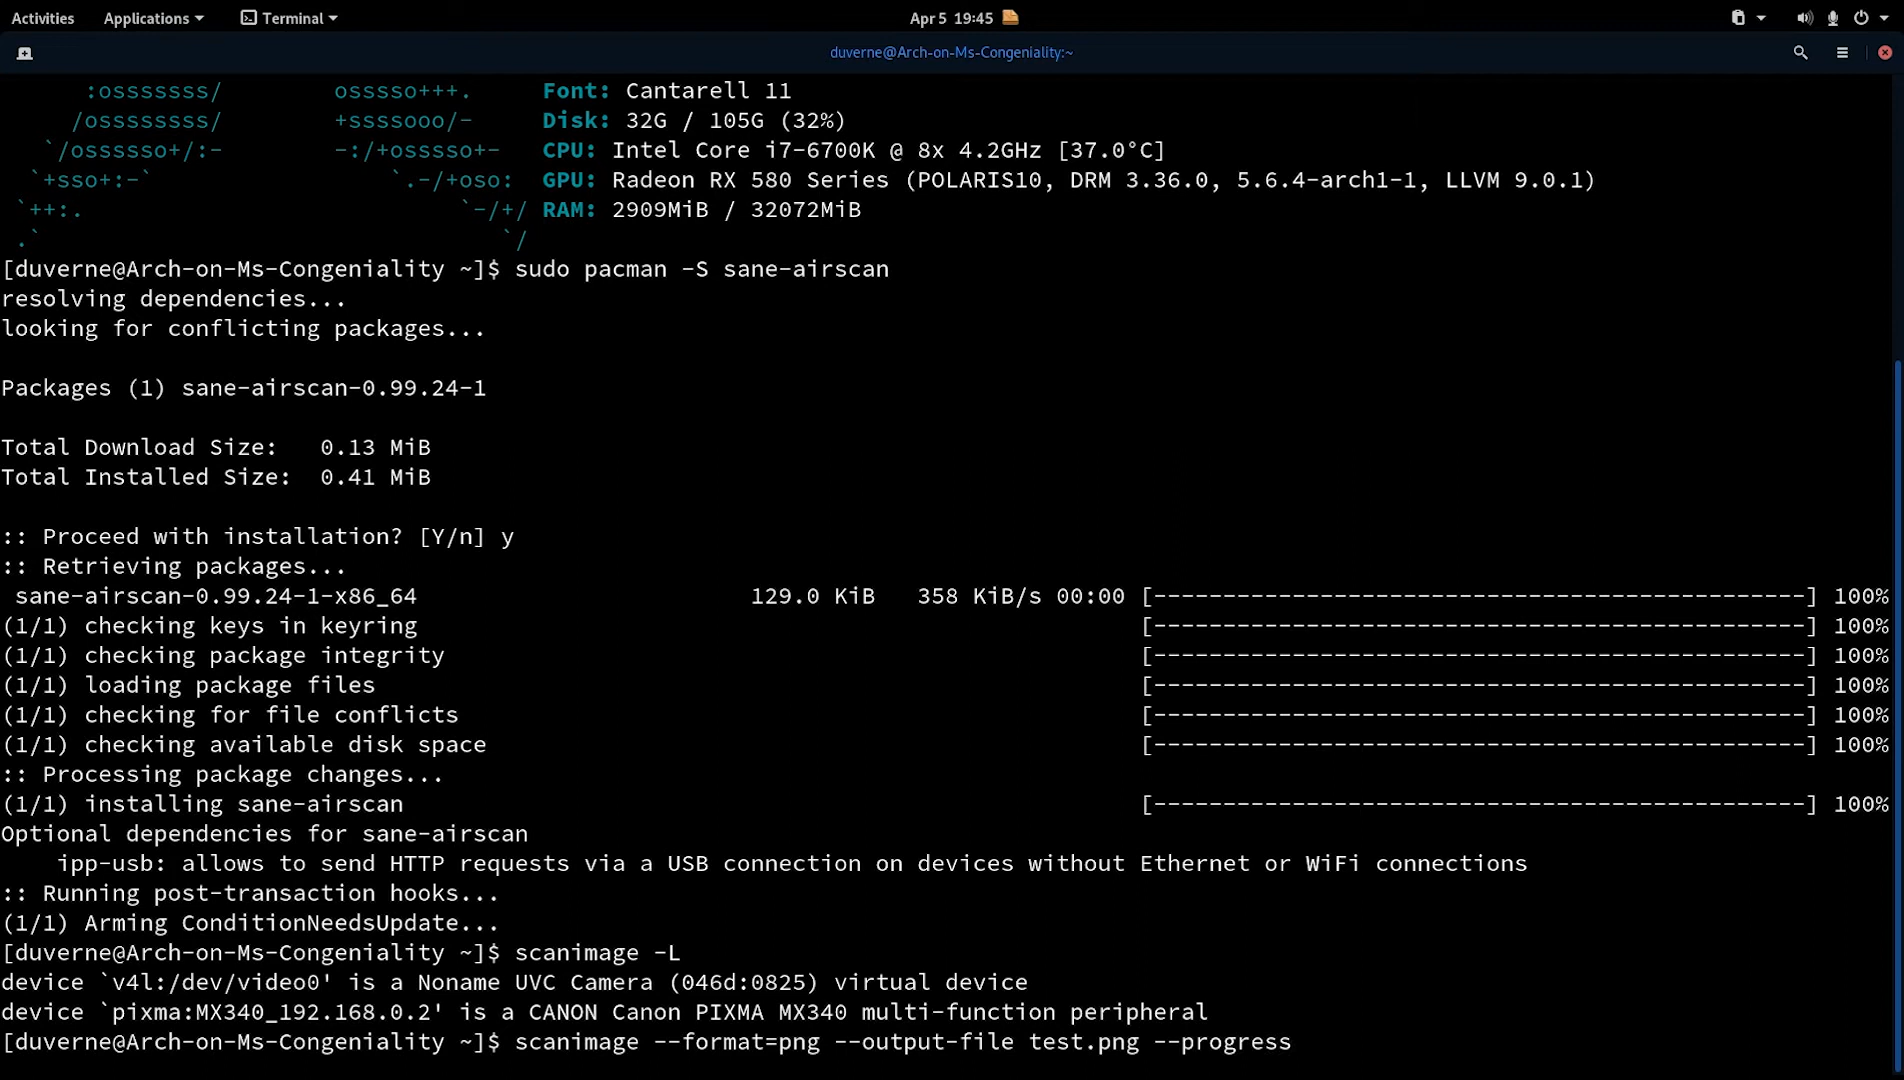 Activities Applications Terminal Apr 5 19:45
duverne@Arch-on-Ms-Congeniality:~
:osssssss/ osssso+++. Font: Cantarell 11
/ossssssss/ +ssssooo/- Disk: 32G / 105G (32%)
`/ossssso+/:- -:/+osssso+- CPU: Intel Core i7-6700K @ 8x 4.2GHz [37.0°C]
`+sso+:-` `.-/+oso: GPU: Radeon RX 580 Series (POLARIS10, DRM 3.36.0, 5.6.4-arch1-1, LLVM 9.0.1)
`++:. `-/+/ RAM: 2909MiB / 32072MiB
.` `/
[duverne@Arch-on-Ms-Congeniality ~]$ sudo pacman -S sane-airscan
resolving dependencies...
looking for conflicting packages...
Packages (1) sane-airscan-0.99.24-1
Total Download Size: 0.13 MiB
Total Installed Size: 0.41 MiB
:: Proceed with installation? [Y/n] y
:: Retrieving packages...
sane-airscan-0.99.24-1-x86_64 129.0 KiB 358 KiB/s 00:00 [-----------------------------------------------] 100%
(1/1) checking keys in keyring [-----------------------------------------------] 100%
(1/1) checking package integrity [-----------------------------------------------] 100%
(1/1) loading package files [-----------------------------------------------] 100%
(1/1) checking for file conflicts [-----------------------------------------------] 100%
(1/1) checking available disk space [-----------------------------------------------] 100%
:: Processing package changes...
(1/1) installing sane-airscan [-----------------------------------------------] 100%
Optional dependencies for sane-airscan
ipp-usb: allows to send HTTP requests via a USB connection on devices without Ethernet or WiFi connections
:: Running post-transaction hooks...
(1/1) Arming ConditionNeedsUpdate...
[duverne@Arch-on-Ms-Congeniality ~]$ scanimage -L
device `v4l:/dev/video0' is a Noname UVC Camera (046d:0825) virtual device
device `pixma:MX340_192.168.0.2' is a CANON Canon PIXMA MX340 multi-function peripheral
[duverne@Arch-on-Ms-Congeniality ~]$ scanimage --format=png --output-file test.png --progress